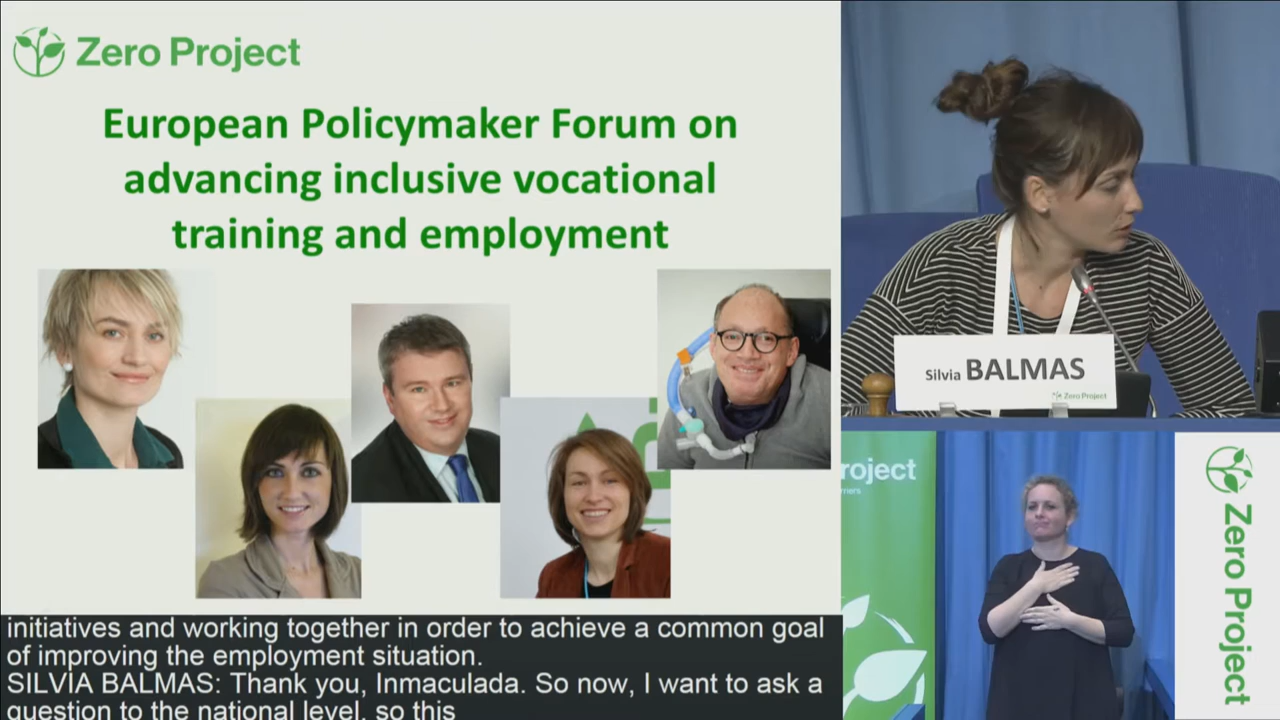 Zero Project
European Policymaker Forum on
advancing inclusive vocational
training and employment
initiatives and working together in order to achieve a common goal
of improving the employment situation.
SILVIA BALMAS: Thank you, Inmaculada. So now, I want to ask a
question to the national level, so this
Silvia BALMAS
Zero Project
roject
Zero Project